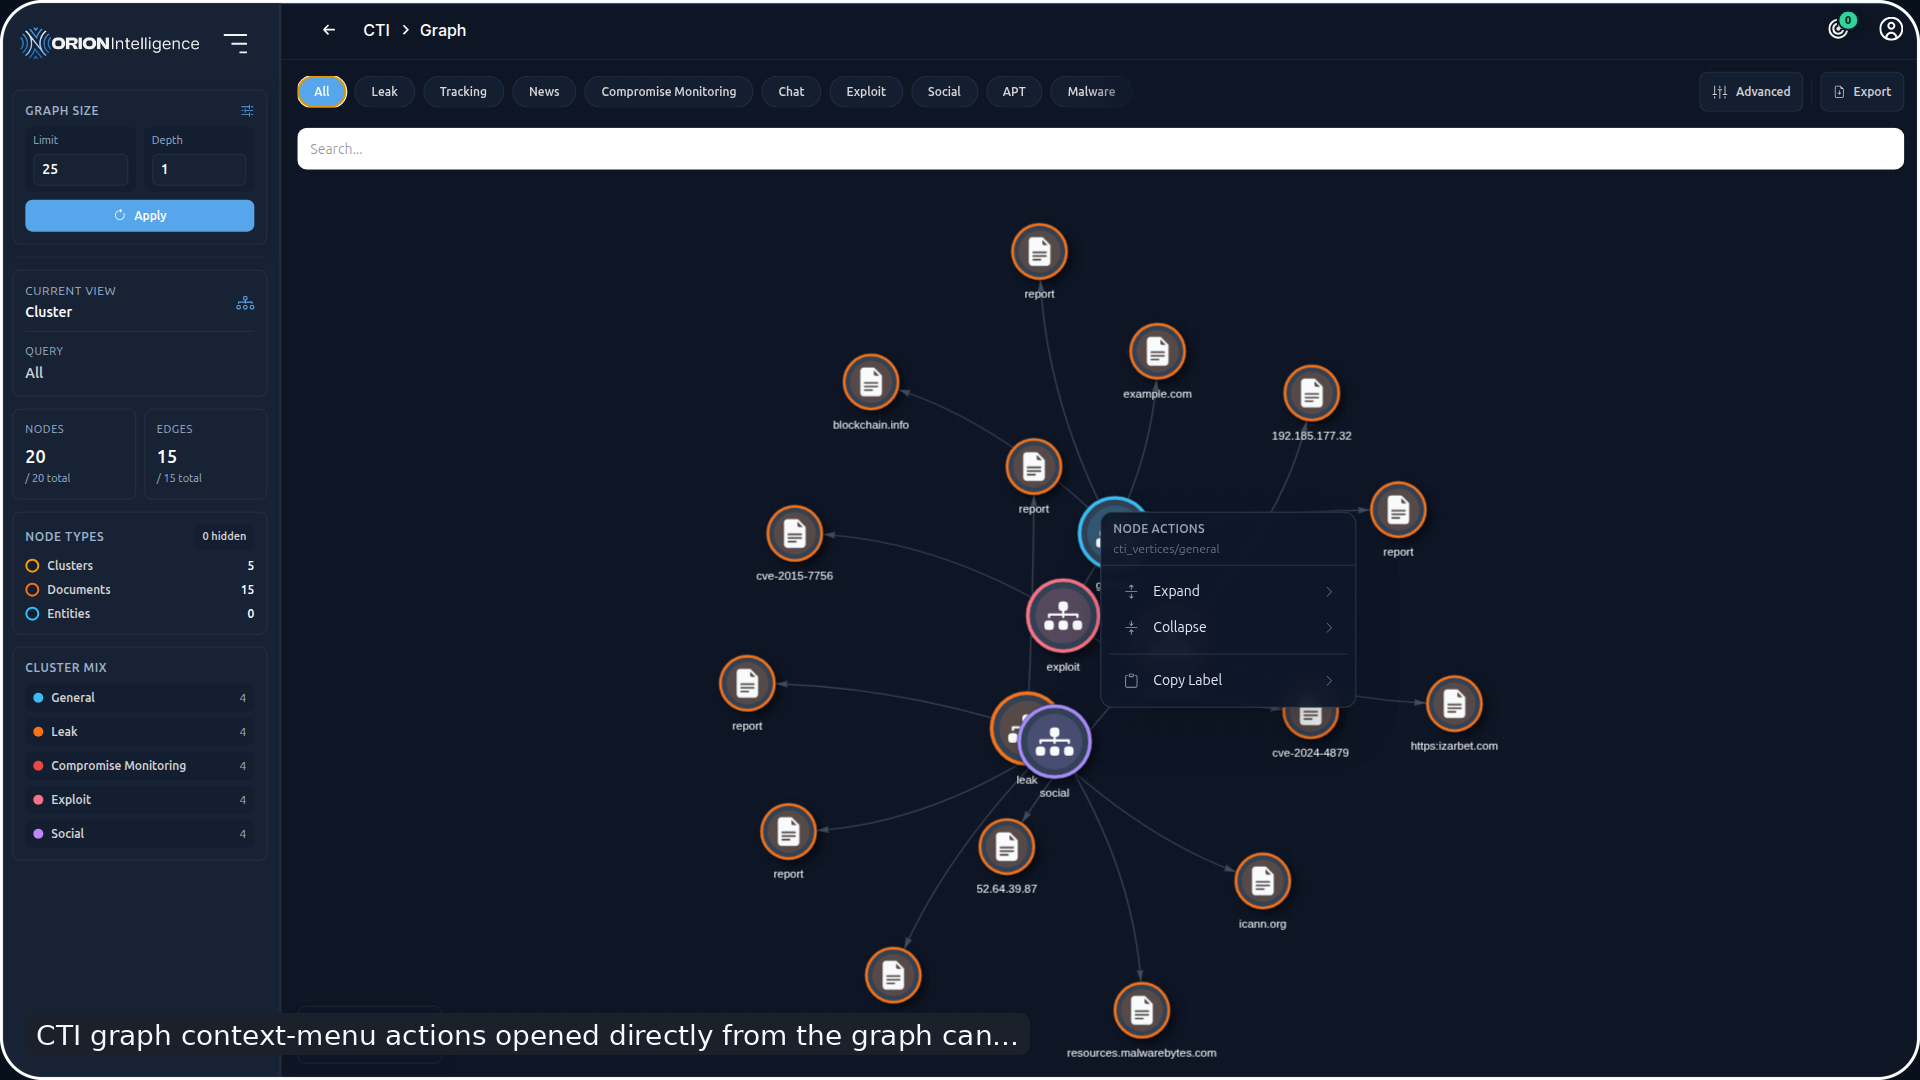 ORIONIntelligence
CTI > Graph
0
GRAPH SIZE
Limit
Depth
25
1
Apply
CURRENT VIEW
Cluster
QUERY
All
NODES
20
/ 20 total
EDGES
15
/ 15 total
NODE TYPES
0 hidden
Clusters 5
Documents 15
Entities 0
CLUSTER MIX
General 4
Leak 4
Compromise Monitoring 4
Exploit 4
Social 4
All
Leak
Tracking
News
Compromise Monitoring
Chat
Exploit
Social
APT
Malware
Advanced
Export
Search...
report
example.com
blockchain.info
192.185.177.32
report
report
cve-2015-7756
NODE ACTIONS
cti_vertices/general
Expand
Collapse
Copy Label
exploit
report
https:izarbet.com
cve-2024-4879
leak
social
report
52.64.39.87
icann.org
resources.malwarebytes.com
CTI graph context-menu actions opened directly from the graph can...